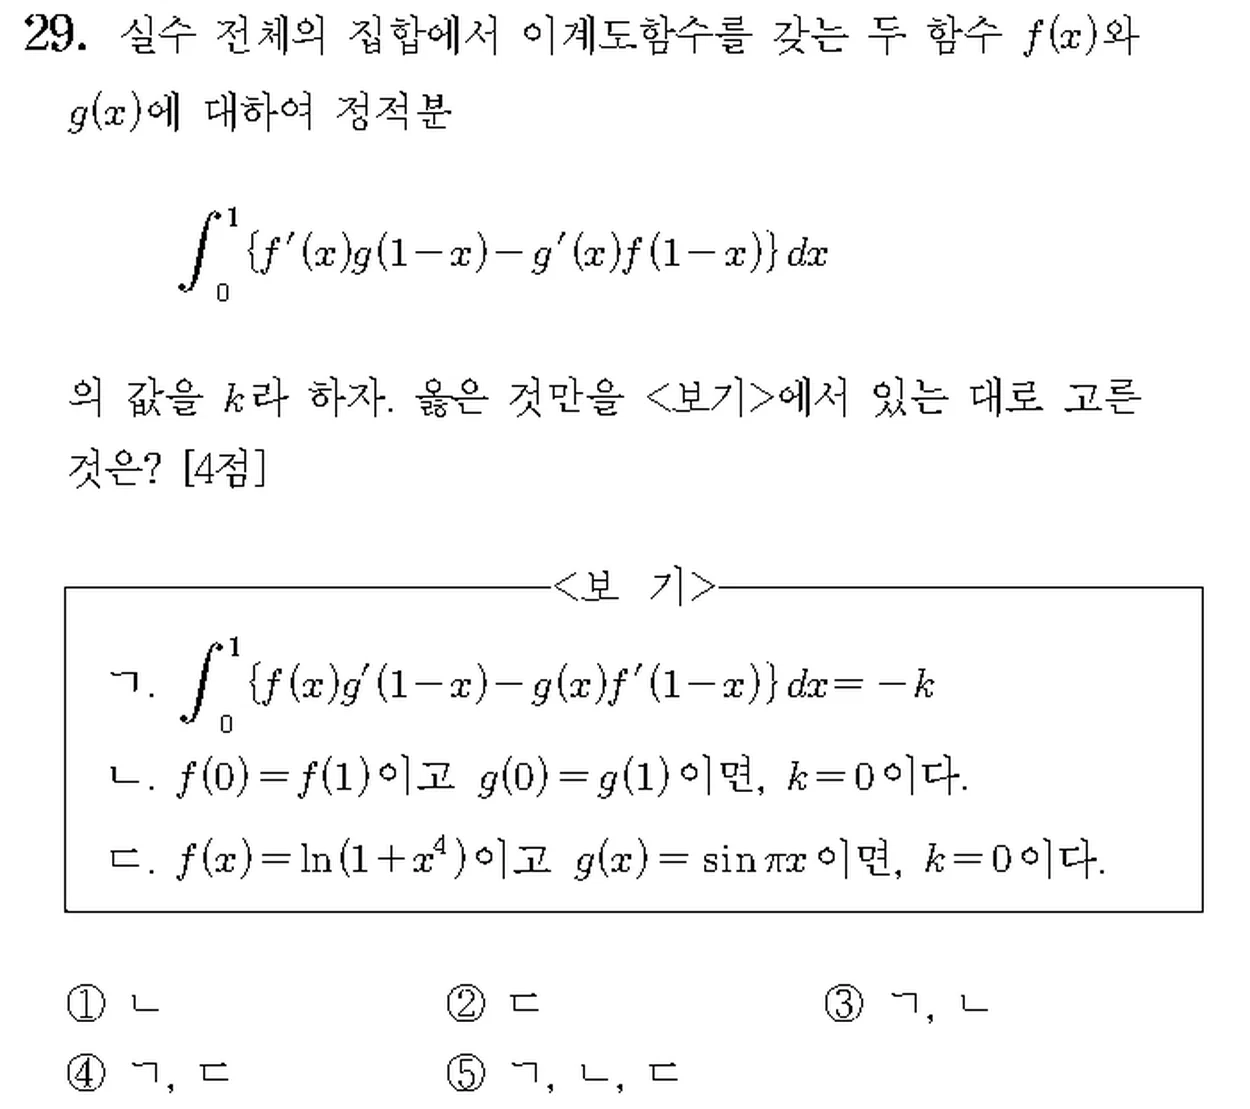 29. 실수 전체의 집합에서 이계도함수를 갖는 두 함수 f(x)와
g(x)에 대하여 정적분
∫₀¹ {f′(x)g(1−x)−g′(x)f(1−x)}dx
의 값을 k라 하자. 옳은 것만을 <보기>에서 있는 대로 고른
것은? [4점]
<보 기>
ㄱ. ∫₀¹ {f(x)g′(1−x)−g(x)f′(1−x)}dx=−k
ㄴ. f(0)=f(1)이고 g(0)=g(1)이면, k=0이다.
ㄷ. f(x)=ln(1+x⁴)이고 g(x)=sin πx이면, k=0이다.
① ㄴ ② ㄷ ③ ㄱ, ㄴ
④ ㄱ, ㄷ ⑤ ㄱ, ㄴ, ㄷ